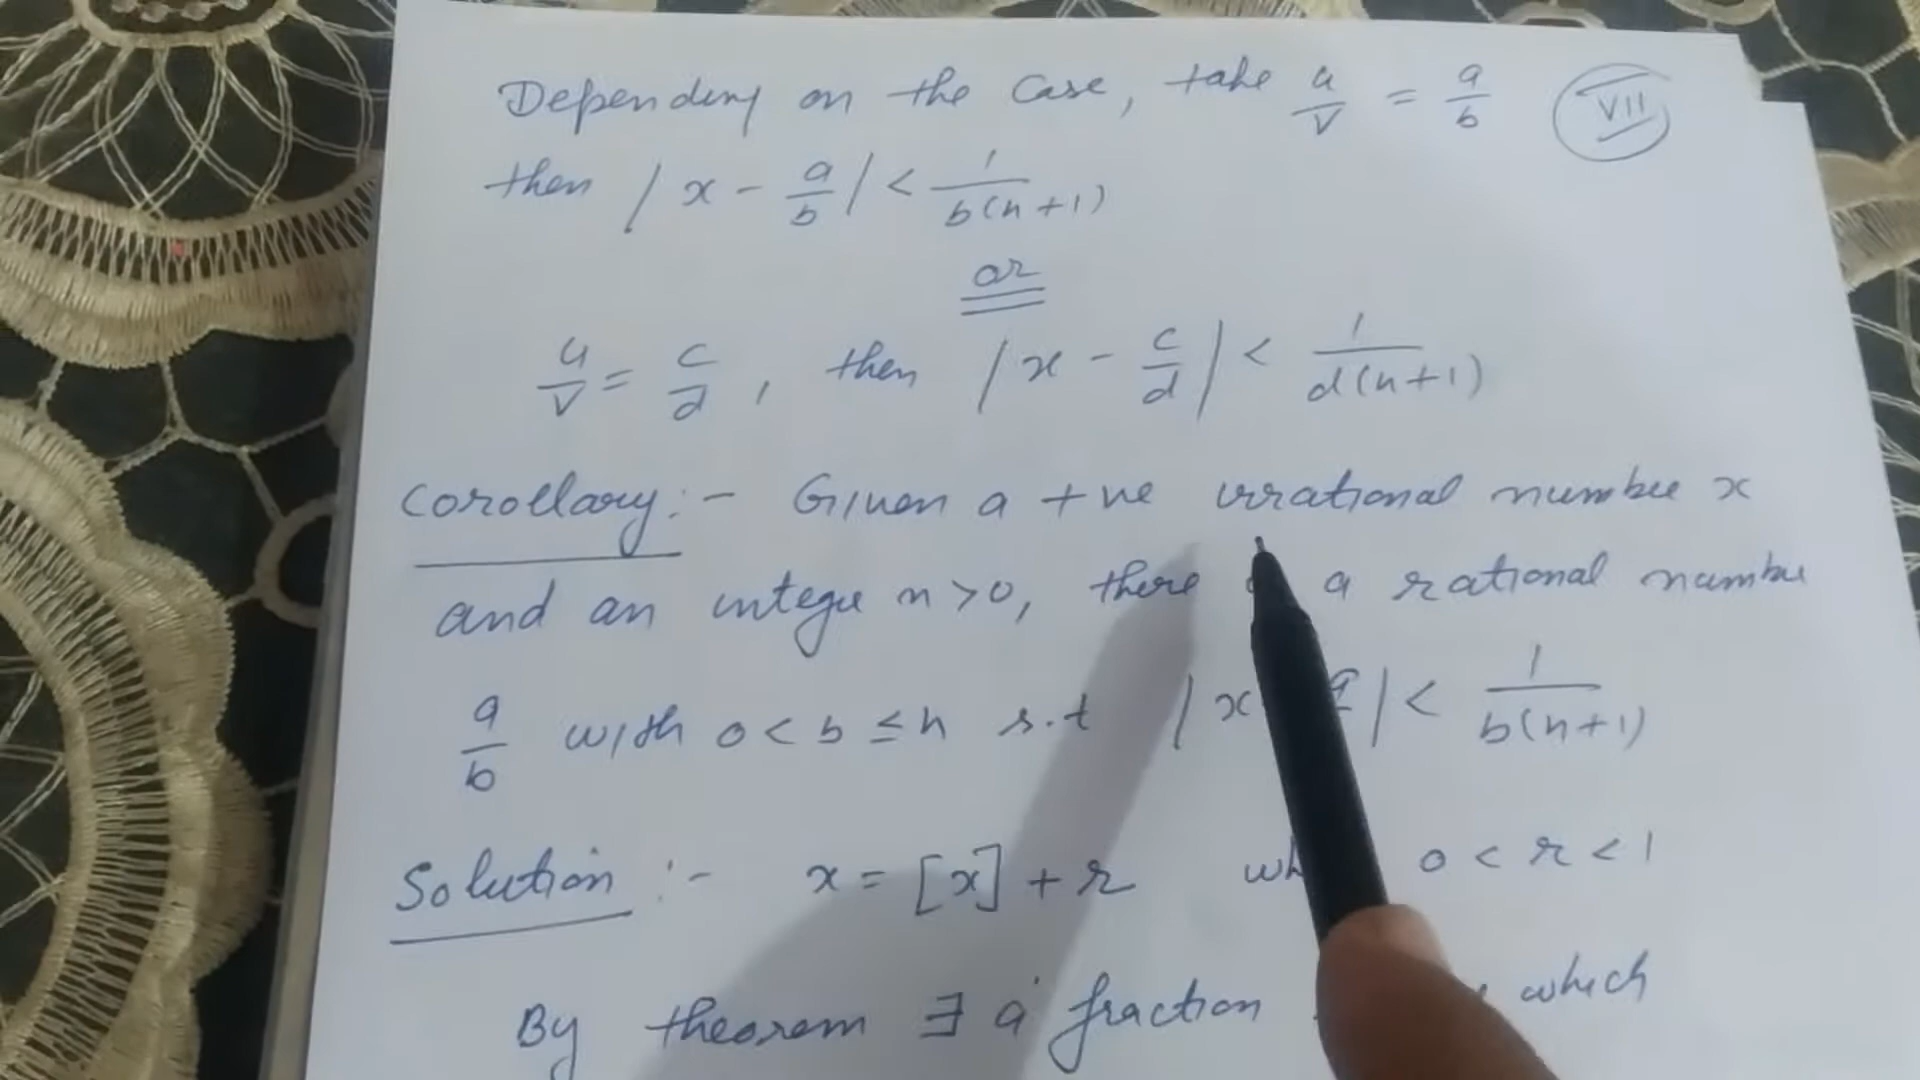 Depending on the case, take u/v = a/b
VII
then |x - a/b| < 1/b(n+1)
or
u/v = c/d, then |x - c/d| < 1/d(n+1)
Corollary :- Given a +ve irrational number x
and an integer n>0, there a rational number
a/b with 0 < b ≤ n s.t |x a | < 1/b(n+1)
Solution :- x = [x] + r 0 < r < 1
By theorem ∃ a fraction which